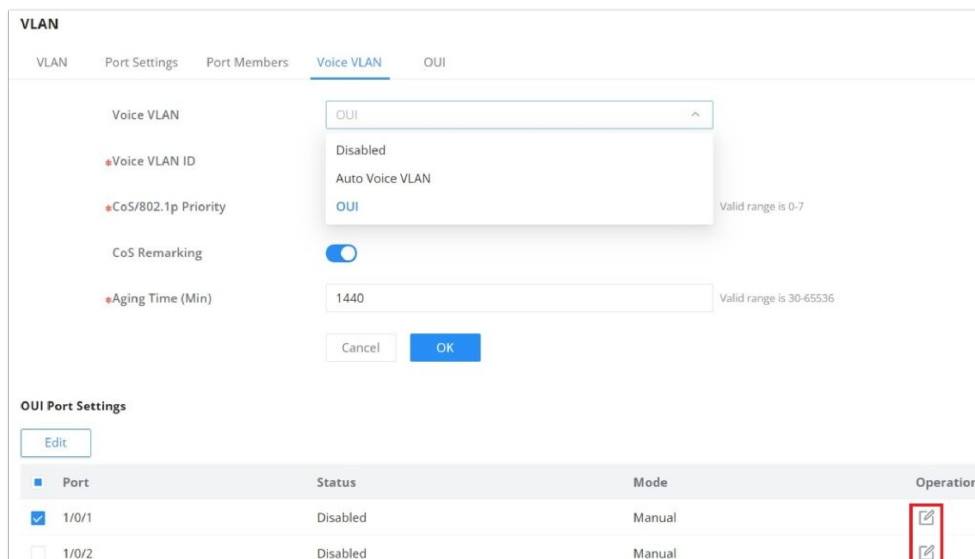 VLAN
VLAN Port Settings Port Members Voice VLAN OUI
Voice VLAN OUI
Disabled
*Voice VLAN ID
Auto Voice VLAN
*CoS/802.1p Priority OUI Valid range is 0-7
CoS Remarking
*Aging Time (Min) 1440 Valid range is 30-65536
Cancel OK
OUI Port Settings
Edit
Port Status Mode Operation
1/0/1 Disabled Manual
1/0/2 Disabled Manual